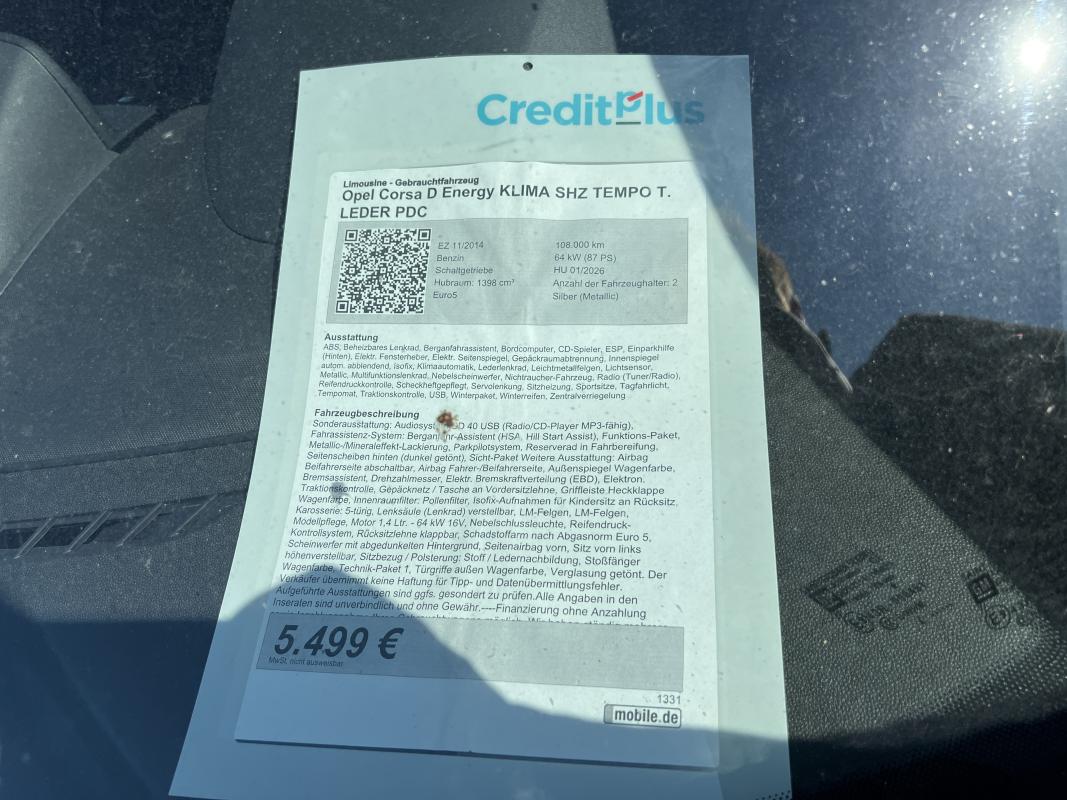 CreditPlus
Limousine - Gebrauchtfahrzeug
Opel Corsa D Energy KLIMA SHZ TEMPO T.
LEDER PDC
EZ 11/2014
108.000 km
Benzin
64 kW (87 PS)
Schaltgetriebe
HU 01/2026
Hubraum: 1398 cm³
Anzahl der Fahrzeughalter: 2
Euro5
Silber (Metallic)
Ausstattung
ABS, Beheizbares Lenkrad, Berganfahrassistent, Bordcomputer, CD-Spieler, ESP, Einparkhilfe
(Hinten), Elektr. Fensterheber, Elektr. Seitenspiegel, Gepäckraumabtrennung, Innenspiegel
autom. abblendend, Isofix, Klimaautomatik, Lederlenkrad, Leichtmetallfelgen, Lichtsensor,
Metallic, Multifunktionslenkrad, Nebelscheinwerfer, Nichtraucher-Fahrzeug, Radio (Tuner/Radio),
Reifendruckkontrolle, Scheckheftgepflegt, Servolenkung, Sitzheizung, Sportsitze, Tagfahrlicht,
Tempomat, Traktionskontrolle, USB, Winterpaket, Winterreifen, Zentralverriegelung
Fahrzeugbeschreibung
Sonderausstattung: 40 USB (Radio/CD-Player MP3-fähig),
Fahrassistenz-System: Assistent (HSA, Hill Start Assist), Funktions-Paket,
Metallic-/Mineraleffekt-Lackierung, Parkpilotsystem, Reserverad in Fahrbereifung,
Seitenscheiben hinten (dunkel getönt), Sicht-Paket Weitere Ausstattung: Airbag
Beifahrerseite abschaltbar, Airbag Fahrer-/Beifahrerseite, Außenspiegel Wagenfarbe,
Bremsassistent, Drehzahlmesser, Elektr. Bremskraftverteilung (EBD), Elektron.
Traktionskontrolle, Gepäcknetz / Tasche an Vordersitzlehne, Griffleiste Heckklappe
Wagenfarbe, Innenraumfilter: Pollenfilter, Isofix-Aufnahmen für Kindersitz an Rücksitz,
Karosserie: 5-türig, Lenksäule (Lenkrad) verstellbar, LM-Felgen, LM-Felgen,
Modellpflege, Motor 1,4 Ltr. - 64 kW 16V, Nebelschlussleuchte, Reifendruck-
Kontrollsystem, Rücksitzlehne klappbar, Schadstoffarm nach Abgasnorm Euro 5,
Scheinwerfer mit abgedunkelten Hintergrund, Seitenairbag vorn, Sitz vorn links
höhenverstellbar, Sitzbezug / Polsterung: Stoff / Ledernachbildung, Stoßfänger
Wagenfarbe, Technik-Paket 1, Türgriffe außen Wagenfarbe, Verglasung getönt. Der
Verkäufer übernimmt keine Haftung für Tipp- und Datenübermittlungsfehler.
Aufgeführte Ausstattungen sind ggfs. gesondert zu prüfen.Alle Angaben in den
Inseraten sind unverbindlich und ohne Gewähr.----Finanzierung ohne Anzahlung
5.499 €
MwSt. nicht ausweisbar
1331
mobile.de